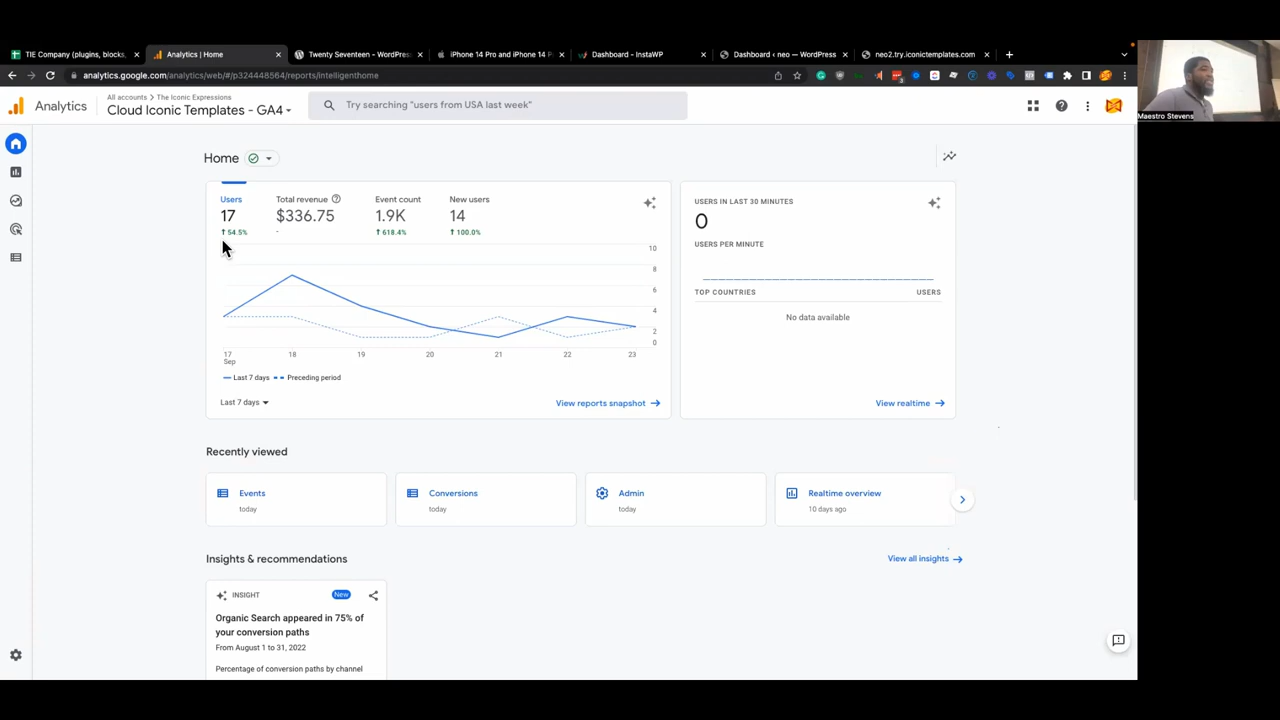 TIE Company (plugins, blocks,
Analytics | Home
Twenty Seventeen – WordPress
iPhone 14 Pro and iPhone 14 P
Dashboard - InstaWP
Dashboard ‹ neo — WordPress
neo2.try.iconictemplates.com
analytics.google.com/analytics/web/#/p324448564/reports/intelligenthome
Maestro Stevens
Analytics
All accounts > The Iconic Expressions
Cloud Iconic Templates - GA4
Try searching "users from USA last week"
Home
Users
17
54.5%
Total revenue
$336.75
-
Event count
1.9K
618.4%
New users
14
100.0%
10
8
6
4
2
0
17
Sep
18
19
20
21
22
23
Last 7 days
Preceding period
Last 7 days
View reports snapshot
USERS IN LAST 30 MINUTES
0
USERS PER MINUTE
TOP COUNTRIES
USERS
No data available
View realtime
Recently viewed
Events
today
Conversions
today
Admin
today
Realtime overview
10 days ago
Insights & recommendations
View all insights
INSIGHT
New
Organic Search appeared in 75% of
your conversion paths
From August 1 to 31, 2022
Percentage of conversion paths by channel